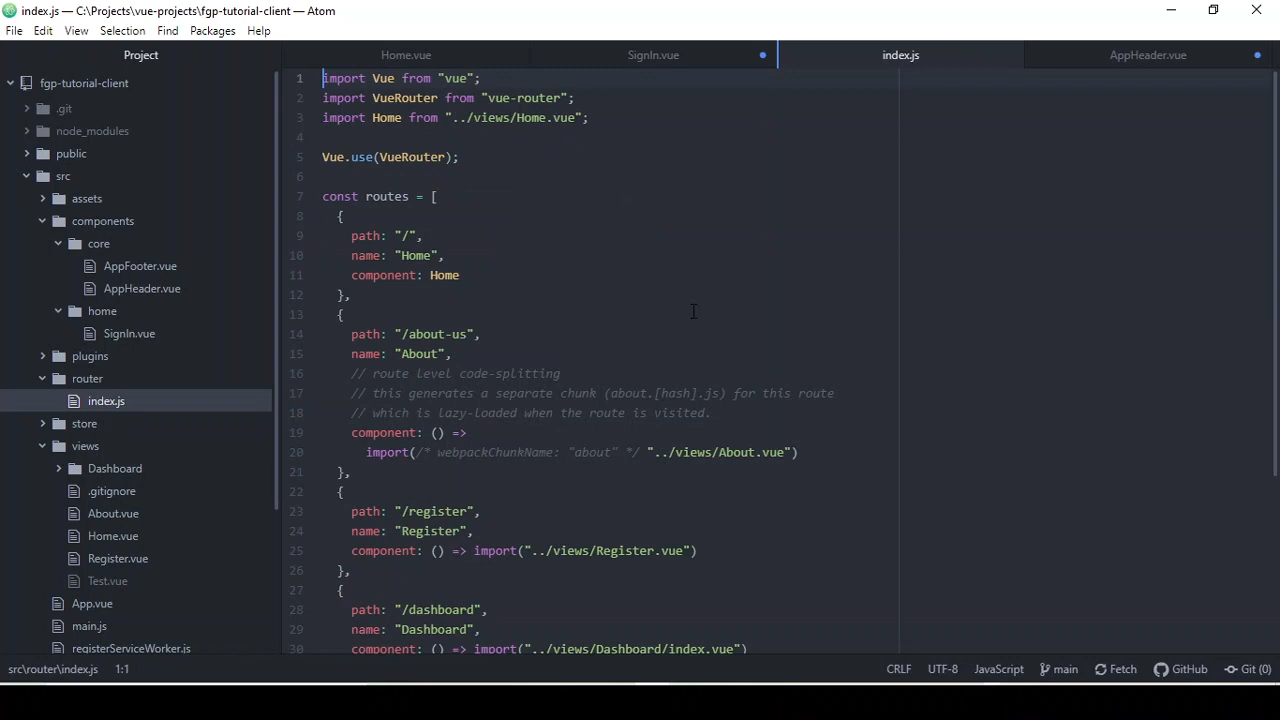 index.js — C:\Projects\vue-projects\fgp-tutorial-client — Atom
File Edit View Selection Find Packages Help
Project
Home.vue
SignIn.vue
index.js
AppHeader.vue
fgp-tutorial-client
.git
node_modules
public
src
assets
components
core
AppFooter.vue
AppHeader.vue
home
SignIn.vue
plugins
router
index.js
store
views
Dashboard
.gitignore
About.vue
Home.vue
Register.vue
Test.vue
App.vue
main.js
registerServiceWorker.js
1 import Vue from "vue";
2 import VueRouter from "vue-router";
3 import Home from "../views/Home.vue";
4
5 Vue.use(VueRouter);
6
7 const routes = [
8 {
9 path: "/",
10 name: "Home",
11 component: Home
12 },
13 {
14 path: "/about-us",
15 name: "About",
16 // route level code-splitting
17 // this generates a separate chunk (about.[hash].js) for this route
18 // which is lazy-loaded when the route is visited.
19 component: () =>
20 import(/* webpackChunkName: "about" */ "../views/About.vue")
21 },
22 {
23 path: "/register",
24 name: "Register",
25 component: () => import("../views/Register.vue")
26 },
27 {
28 path: "/dashboard",
29 name: "Dashboard",
30 component: () => import("../views/Dashboard/index.vue")
src\router\index.js 1:1
CRLF UTF-8 JavaScript main Fetch GitHub Git (0)